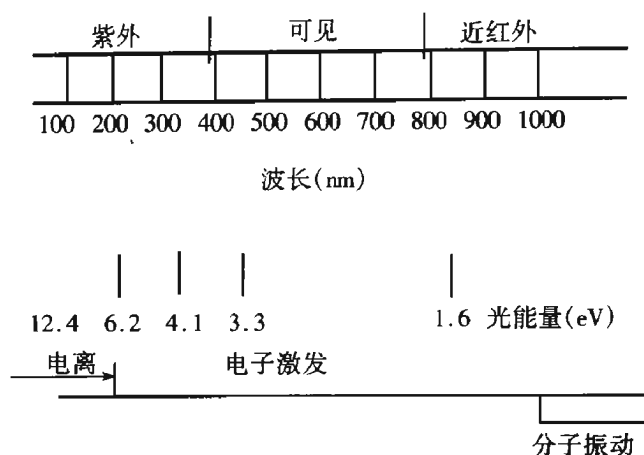 紫外 可见 近红外
100 200 300 400 500 600 700 800 900 1000
波长(nm)
12.4 6.2 4.1 3.3 1.6 光能量(eV)
电离 电子激发
分子振动